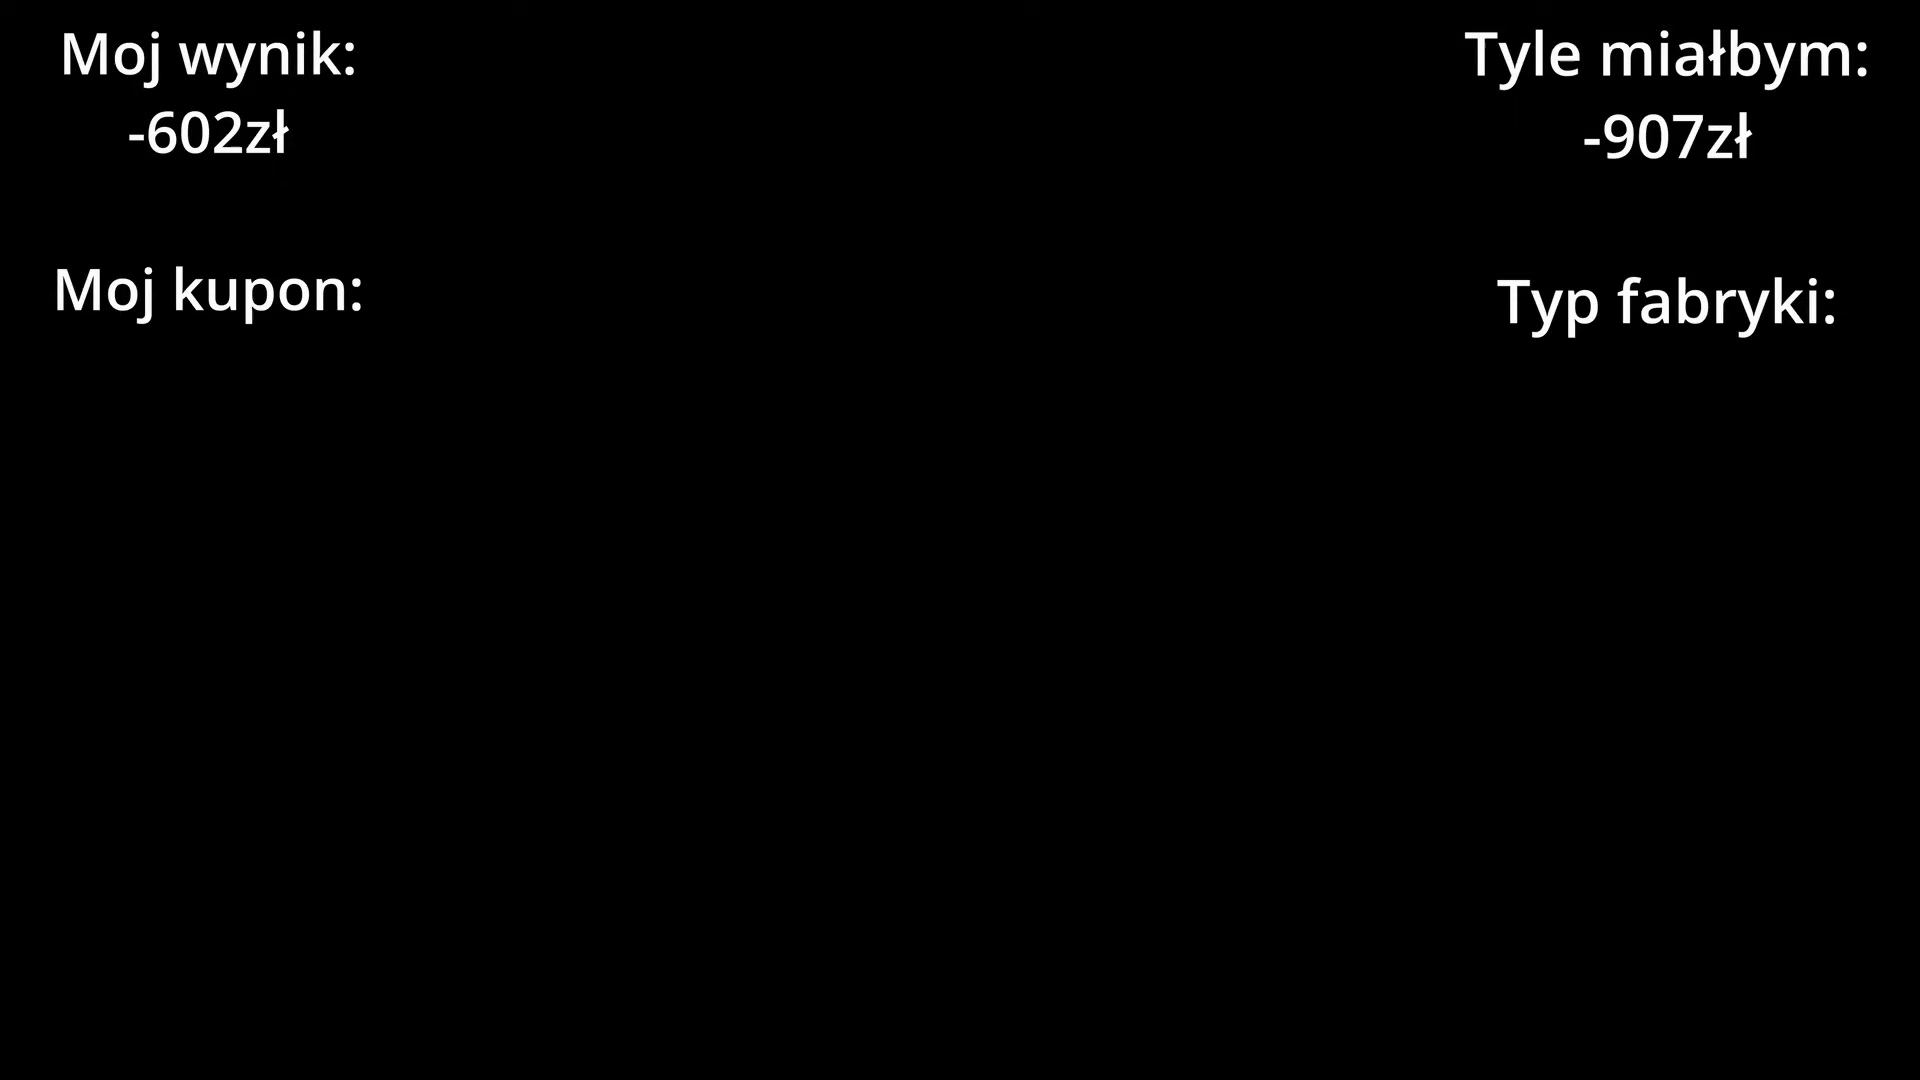 Moj wynik:
-602zł
Moj kupon:
Tyle miałbym:
-907zł
Typ fabryki: